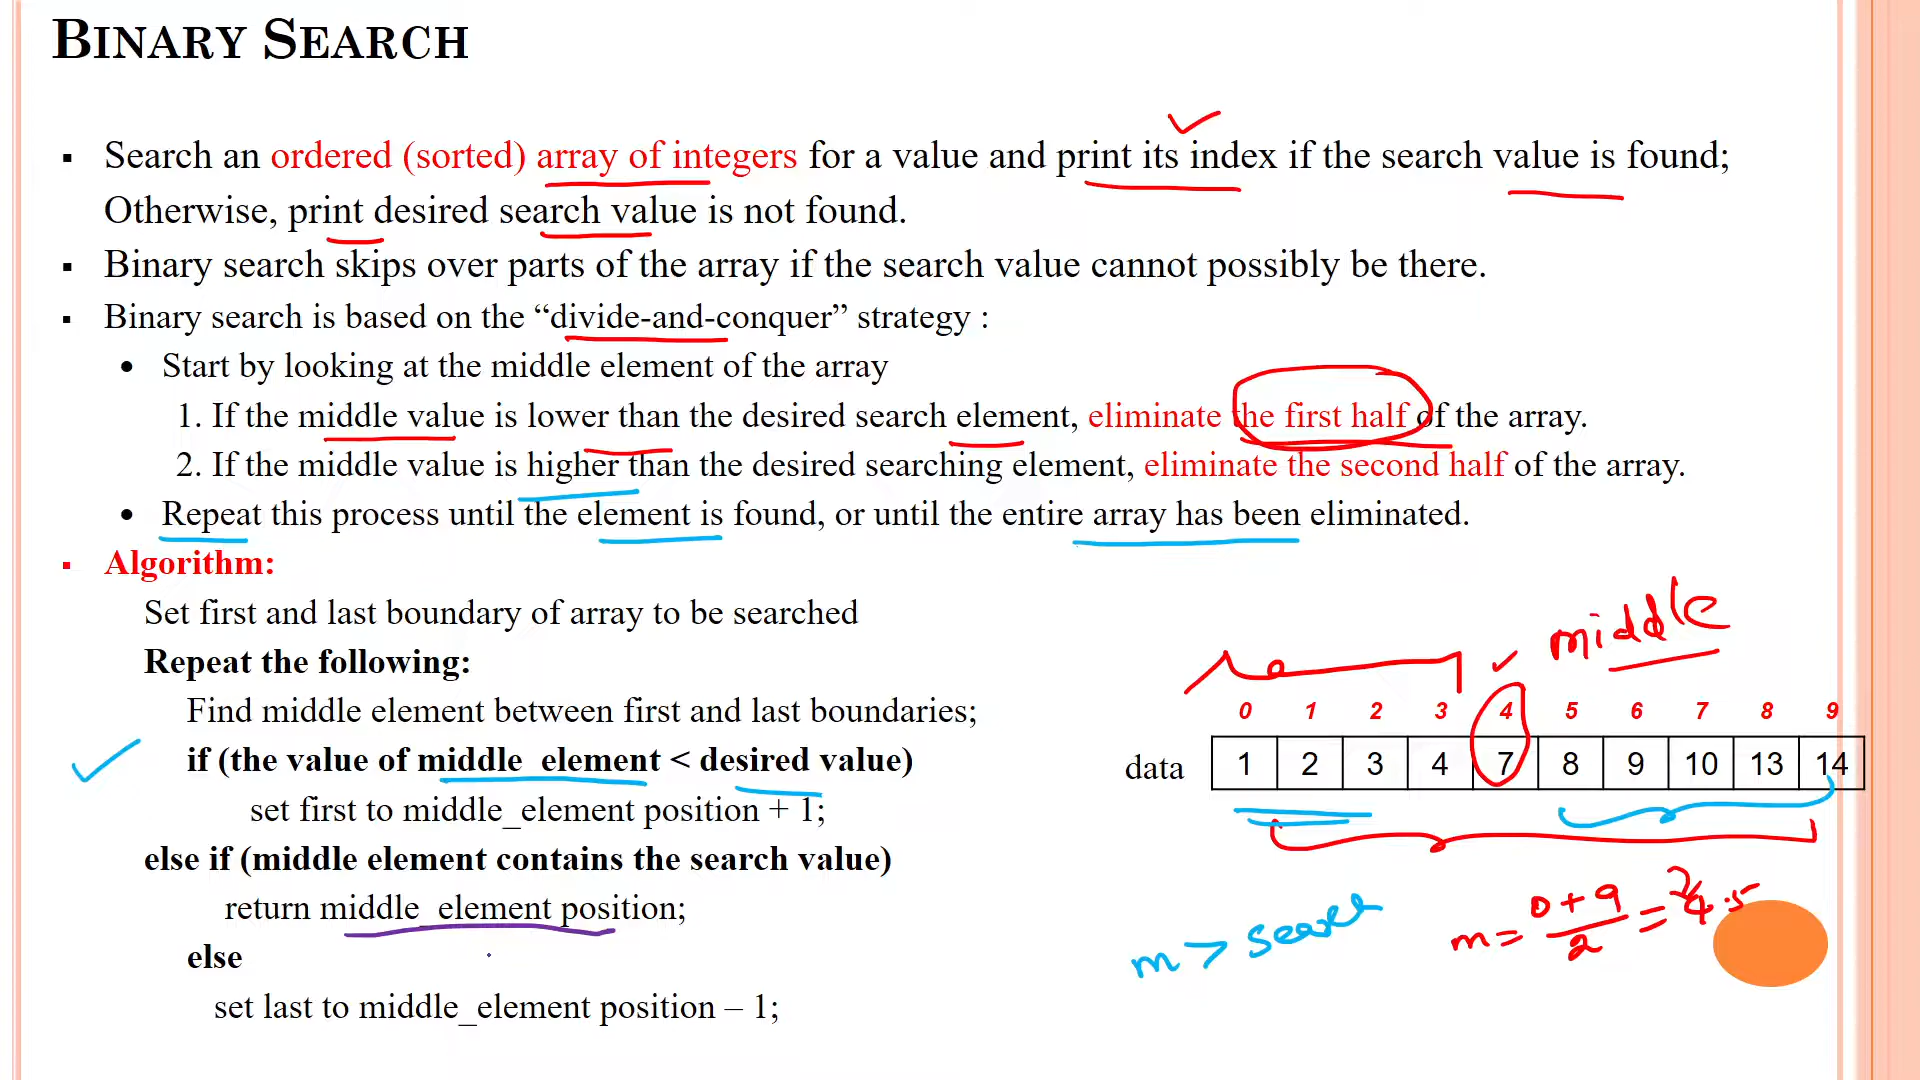 BINARY SEARCH
▪ Search an ordered (sorted) array of integers for a value and print its index if the search value is found;
Otherwise, print desired search value is not found.
▪ Binary search skips over parts of the array if the search value cannot possibly be there.
▪ Binary search is based on the “divide-and-conquer” strategy :
• Start by looking at the middle element of the array
1. If the middle value is lower than the desired search element, eliminate the first half of the array.
2. If the middle value is higher than the desired searching element, eliminate the second half of the array.
• Repeat this process until the element is found, or until the entire array has been eliminated.
▪ Algorithm:
Set first and last boundary of array to be searched
Repeat the following:
Find middle element between first and last boundaries;
if (the value of middle_element < desired value)
set first to middle_element position + 1;
else if (middle element contains the search value)
return middle_element position;
else
set last to middle_element position – 1;
middle
0 1 2 3 4 5 6 7 8 9
data 1 2 3 4 7 8 9 10 13 14
m > search
m = 0+9/2 = 4.5